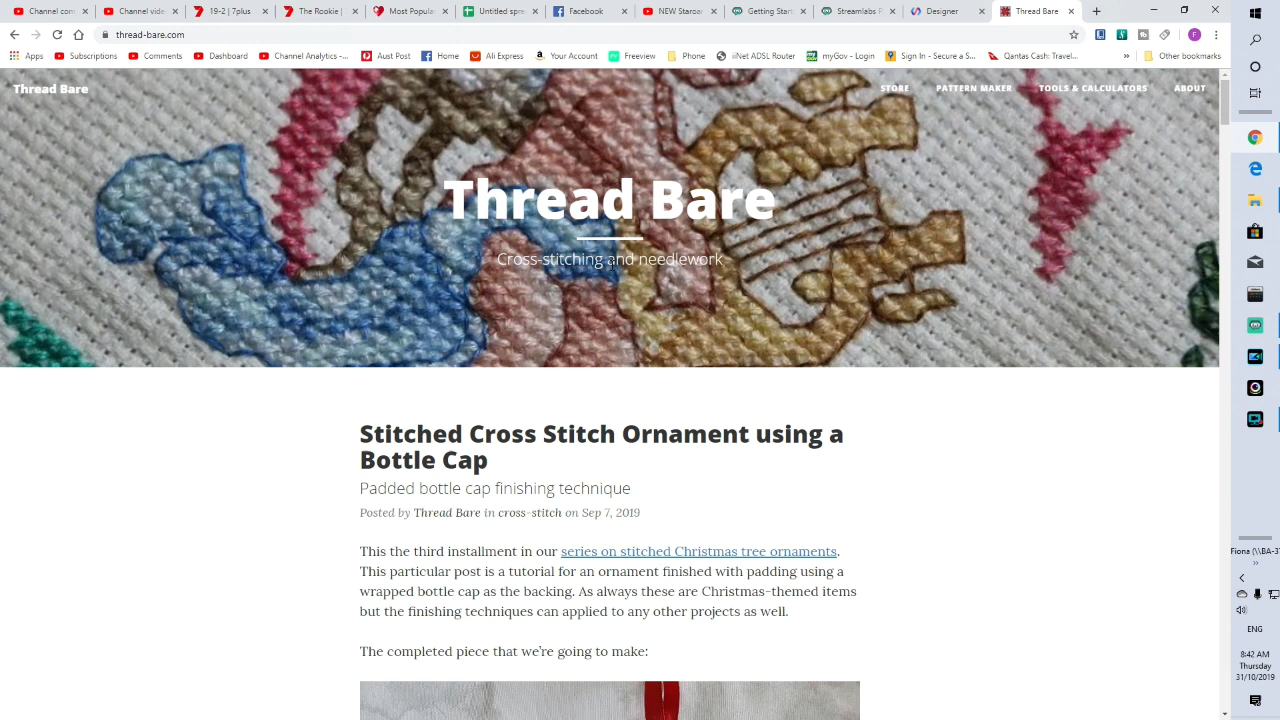 Channel com
Channel vide
19-2 | 7plus
The Rookie |
Most Popula
Untitled spre
Facebook
NEW Staroar
Getting Start
Streamlabs P
Designer
Thread Bare
thread-bare.com
F
Apps
Subscriptions
Comments
Dashboard
Channel Analytics -...
Aust Post
Home
Ali Express
Your Account
Freeview
Phone
iiNet ADSL Router
myGov - Login
Sign In - Secure a S...
Qantas Cash: Travel...
»
Other bookmarks
Thread Bare
STORE
PATTERN MAKER
TOOLS & CALCULATORS
ABOUT
Thread Bare
Cross-stitching and needlework
Stitched Cross Stitch Ornament using a
Bottle Cap
Padded bottle cap finishing technique
Posted by Thread Bare in cross-stitch on Sep 7, 2019
This the third installment in our series on stitched Christmas tree ornaments.
This particular post is a tutorial for an ornament finished with padding using a
wrapped bottle cap as the backing. As always these are Christmas-themed items
but the finishing techniques can applied to any other projects as well.
The completed piece that we're going to make:
Fiona (\\BA-3
»
ENG
8:42 AM
Thursday
31/10/2019